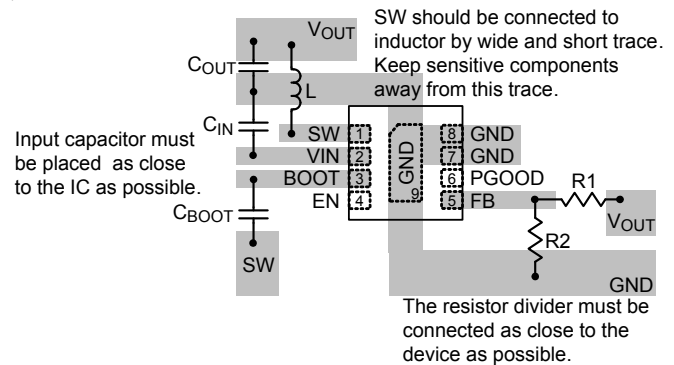 SW should be connected to
inductor by wide and short trace.
Keep sensitive components
away from this trace.
VOUT
COUT
L
CIN
Input capacitor must
be placed as close
to the IC as possible.
SW 1
VIN 2
BOOT 3
EN 4
GND
9
8 GND
7 GND
6 PGOOD
5 FB
R1
VOUT
R2
CBOOT
SW
GND
The resistor divider must be
connected as close to the
device as possible.